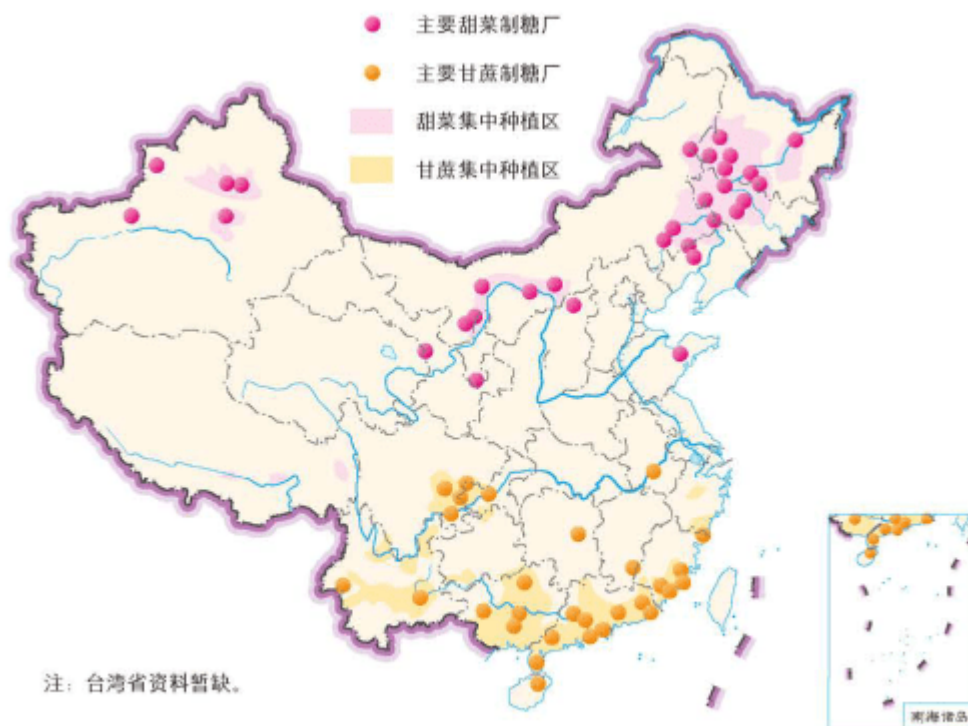 主要甜菜制糖厂
主要甘蔗制糖厂
甜菜集中种植区
甘蔗集中种植区
注：台湾省资料暂缺。
南海诸岛